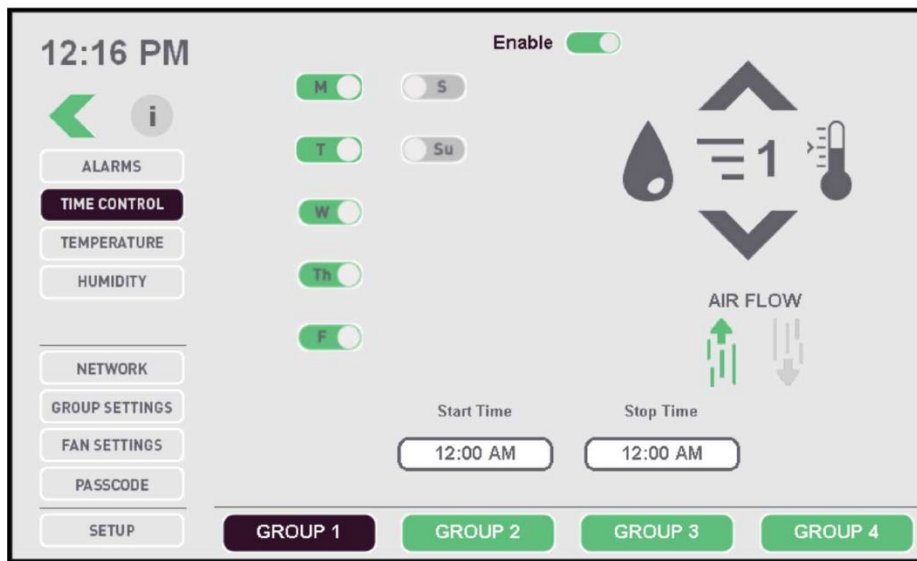 12:16 PM
i
ALARMS
TIME CONTROL
TEMPERATURE
HUMIDITY
NETWORK
GROUP SETTINGS
FAN SETTINGS
PASSCODE
SETUP
Enable
M S
T Su
W
Th
F
1
AIR FLOW
Start Time Stop Time
12:00 AM 12:00 AM
GROUP 1 GROUP 2 GROUP 3 GROUP 4